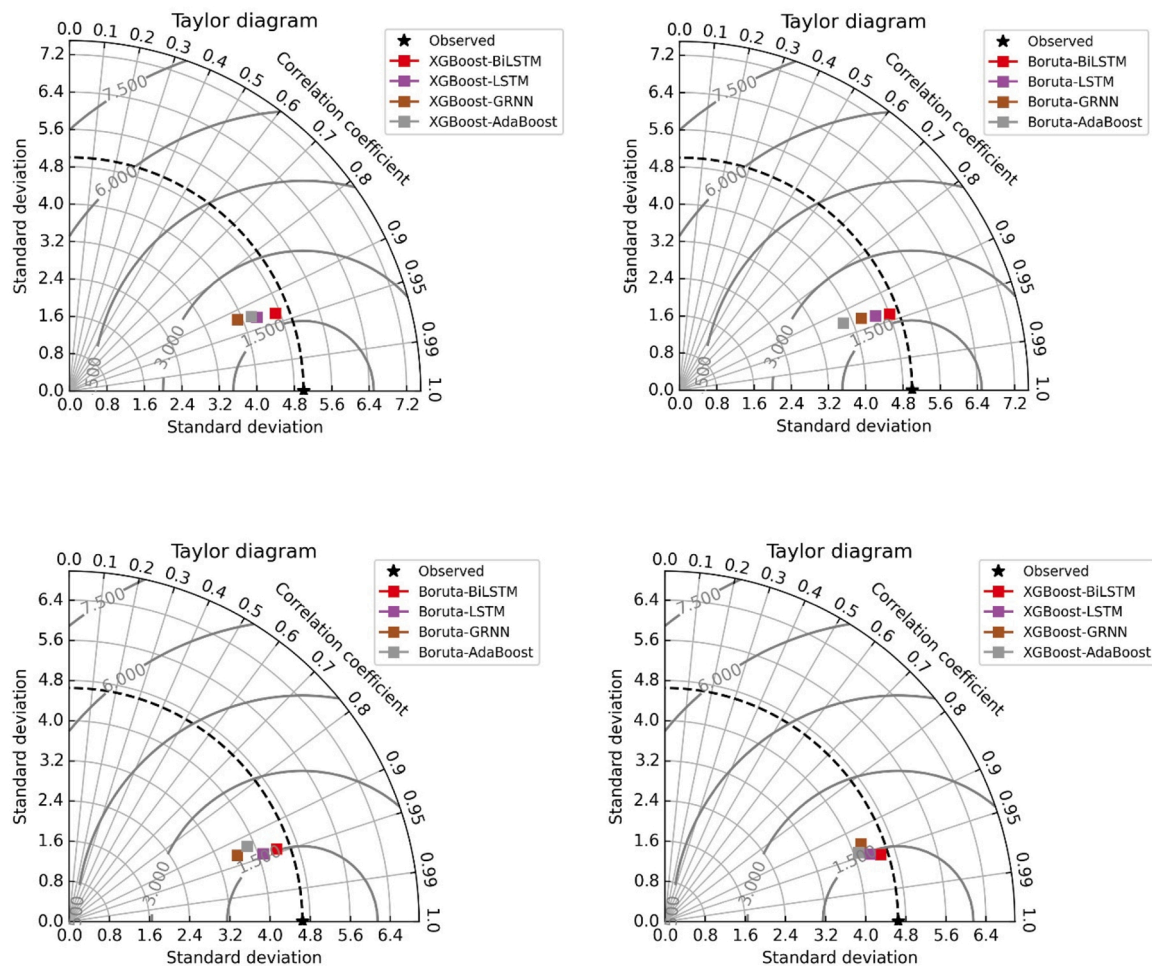 Taylor diagram
0.0 0.1 0.2 0.3 0.4 0.5 0.6 0.7 0.8 0.9 0.95 0.99 1.0
Correlation coefficient
Observed
XGBoost-BiLSTM
XGBoost-LSTM
XGBoost-GRNN
XGBoost-AdaBoost
Standard deviation
7.2
6.4
5.6
4.8
4.0
3.2
2.4
1.6
0.8
0.0
7.500
6.000
3.000
1.500
0.0 0.8 1.6 2.4 3.2 4.0 4.8 5.6 6.4 7.2
Standard deviation
Taylor diagram
0.0 0.1 0.2 0.3 0.4 0.5 0.6 0.7 0.8 0.9 0.95 0.99 1.0
Correlation coefficient
Observed
Boruta-BiLSTM
Boruta-LSTM
Boruta-GRNN
Boruta-AdaBoost
Standard deviation
7.2
6.4
5.6
4.8
4.0
3.2
2.4
1.6
0.8
0.0
7.500
6.000
3.000
1.500
0.0 0.8 1.6 2.4 3.2 4.0 4.8 5.6 6.4 7.2
Standard deviation
Taylor diagram
0.0 0.1 0.2 0.3 0.4 0.5 0.6 0.7 0.8 0.9 0.95 0.99 1.0
Correlation coefficient
Observed
Boruta-BiLSTM
Boruta-LSTM
Boruta-GRNN
Boruta-AdaBoost
Standard deviation
6.4
5.6
4.8
4.0
3.2
2.4
1.6
0.8
0.0
7.500
6.000
3.000
1.500
0.0 0.8 1.6 2.4 3.2 4.0 4.8 5.6 6.4
Standard deviation
Taylor diagram
0.0 0.1 0.2 0.3 0.4 0.5 0.6 0.7 0.8 0.9 0.95 0.99 1.0
Correlation coefficient
Observed
XGBoost-BiLSTM
XGBoost-LSTM
XGBoost-GRNN
XGBoost-AdaBoost
Standard deviation
6.4
5.6
4.8
4.0
3.2
2.4
1.6
0.8
0.0
7.500
6.000
3.000
1.500
0.0 0.8 1.6 2.4 3.2 4.0 4.8 5.6 6.4
Standard deviation